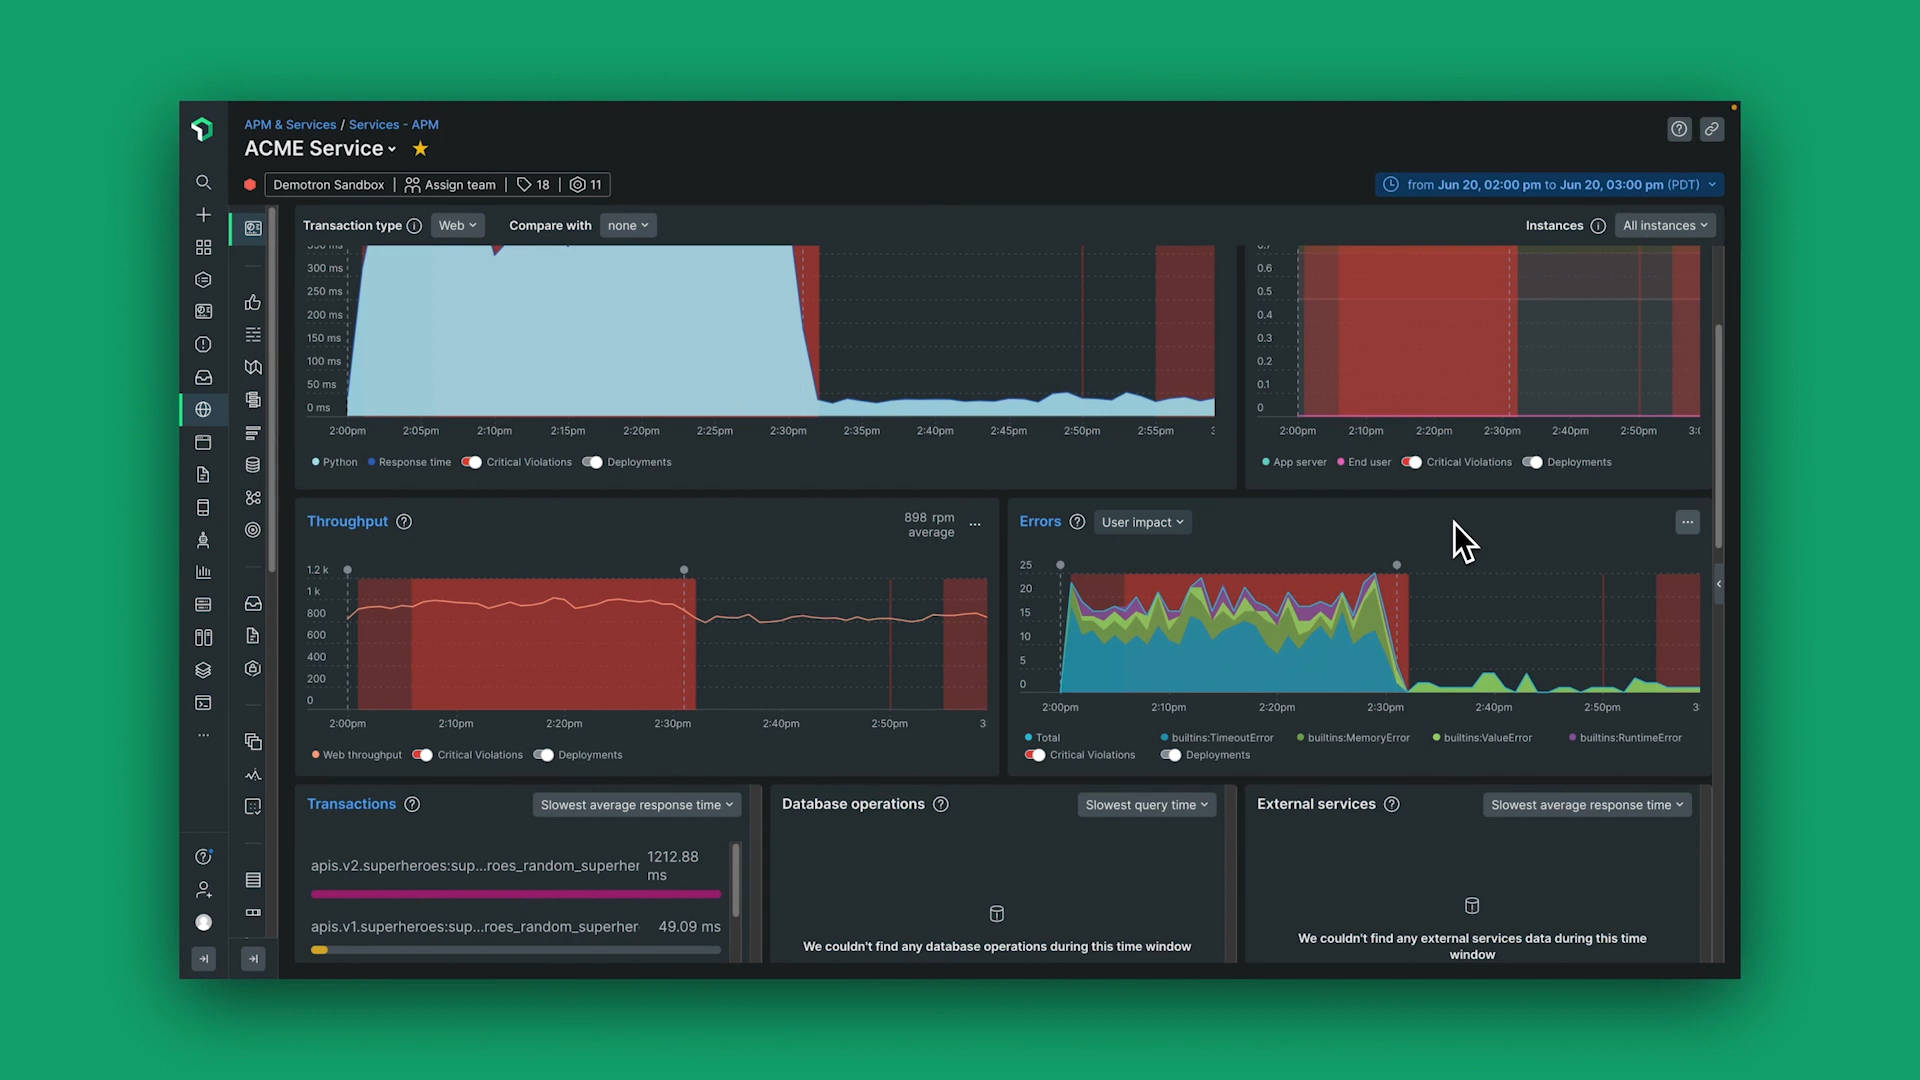 APM & Services / Services - APM
ACME Service
Demotron Sandbox
Assign team
18
11
from Jun 20, 02:00 pm to Jun 20, 03:00 pm (PDT)
Transaction type
Web
Compare with
none
Instances
All instances
300 ms
250 ms
200 ms
150 ms
100 ms
50 ms
0 ms
2:00pm 2:05pm 2:10pm 2:15pm 2:20pm 2:25pm 2:30pm 2:35pm 2:40pm 2:45pm 2:50pm 2:55pm
Python Response time Critical Violations Deployments
0.6
0.5
0.4
0.3
0.2
0.1
0
2:00pm 2:10pm 2:20pm 2:30pm 2:40pm 2:50pm
App server End user Critical Violations Deployments
Throughput
898 rpm
average
1.2 k
1 k
800
600
400
200
0
2:00pm 2:10pm 2:20pm 2:30pm 2:40pm 2:50pm 3
Web throughput Critical Violations Deployments
Errors
User impact
25
20
15
10
5
0
2:00pm 2:10pm 2:20pm 2:30pm 2:40pm 2:50pm 3
Total builtins:TimeoutError builtins:MemoryError builtins:ValueError builtins:RuntimeError
Critical Violations Deployments
Transactions
Slowest average response time
apis.v2.superheroes:sup...roes_random_superher
1212.88
ms
apis.v1.superheroes:sup...roes_random_superher
49.09 ms
Database operations
Slowest query time
We couldn't find any database operations during this time window
External services
Slowest average response time
We couldn't find any external services data during this time
window